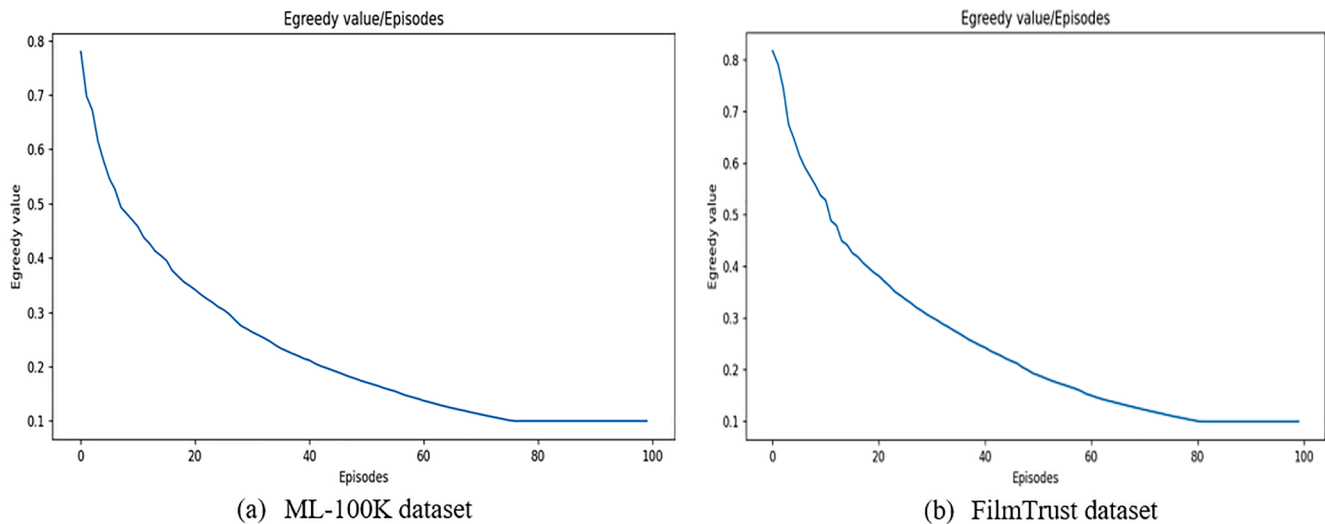 Egreedy value/Episodes
0.8
0.7
0.6
0.5
0.4
0.3
0.2
0.1
Egreedy value
0 20 40 60 80 100
Episodes
(a) ML-100K dataset
Egreedy value/Episodes
0.8
0.7
0.6
0.5
0.4
0.3
0.2
0.1
Egreedy value
0 20 40 60 80 100
Episodes
(b) FilmTrust dataset